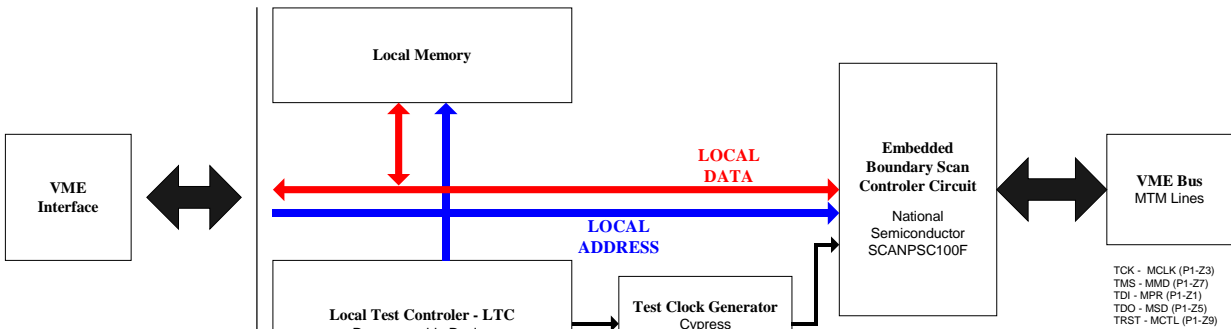 Local Memory
VME
Interface
LOCAL
DATA
LOCAL
ADDRESS
Embedded
Boundary Scan
Controler Circuit
National
Semiconductor
SCANPSC100F
VME Bus
MTM Lines
TCK - MCLK (P1-Z3)
TMS - MMD (P1-Z7)
TDI - MPR (P1-Z1)
TDO - MSD (P1-Z5)
TRST - MCTL (P1-Z9)
Local Test Controler - LTC
Test Clock Generator
Cypress